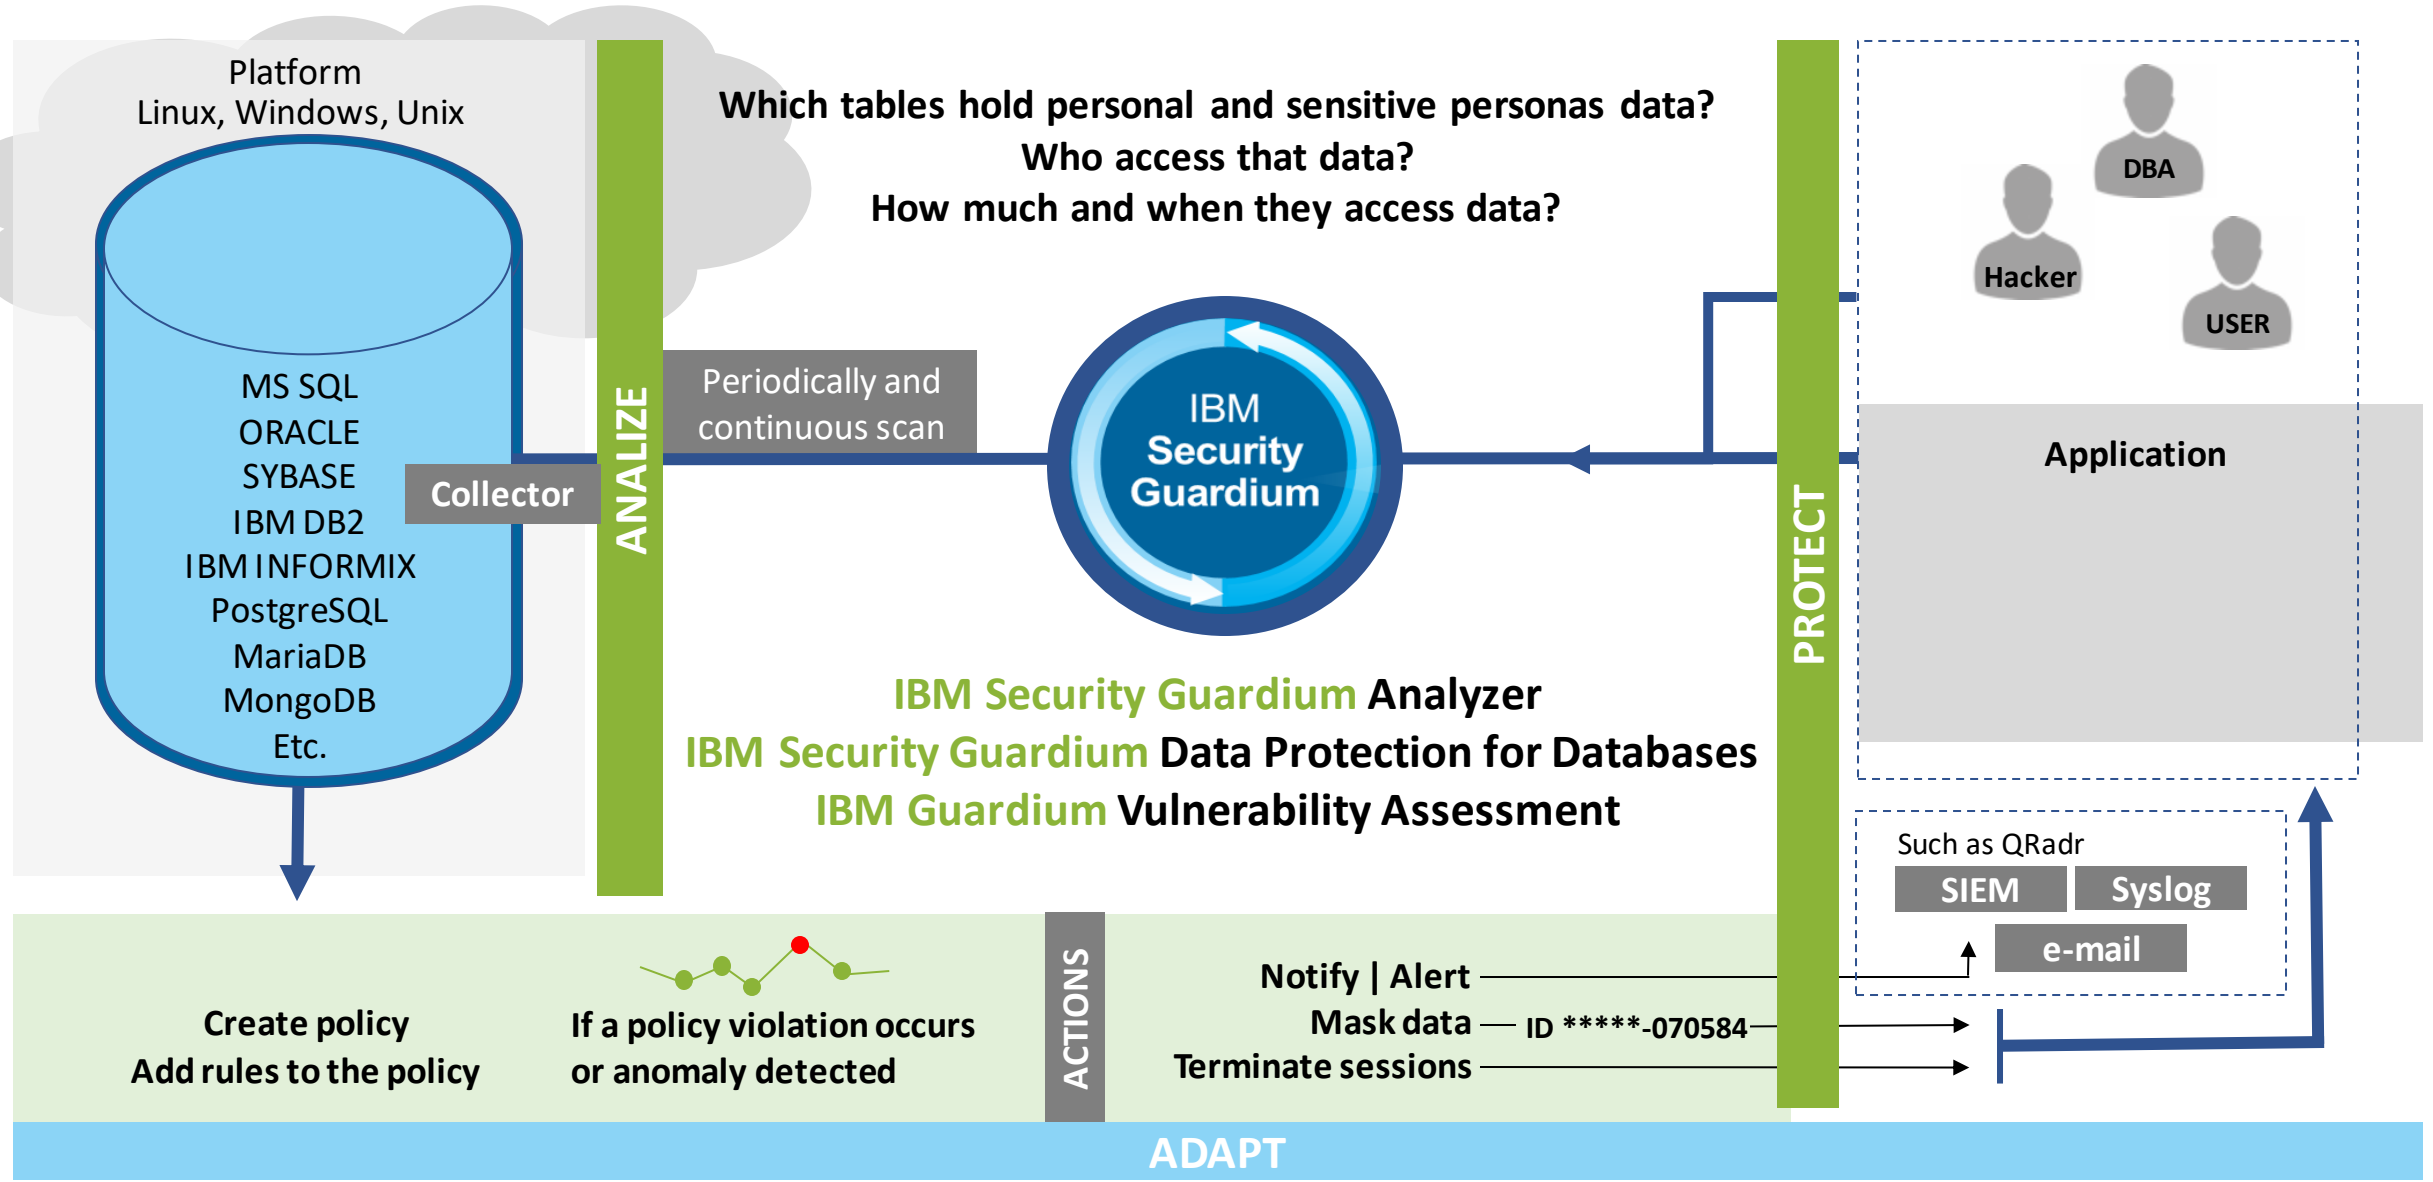 Platform
Linux, Windows, Unix
MS SQL
ORACLE
SYBASE
IBM DB2
IBM INFORMIX
PostgreSQL
MariaDB
MongoDB
Etc.
Collector
ANALIZE
Which tables hold personal and sensitive personas data?
Who access that data?
How much and when they access data?
Periodically and
continuous scan
IBM
Security
Guardium
IBM Security Guardium Analyzer
IBM Security Guardium Data Protection for Databases
IBM Guardium Vulnerability Assessment
PROTECT
DBA
Hacker
USER
Application
Such as QRadr
SIEM
Syslog
e-mail
Create policy
Add rules to the policy
If a policy violation occurs
or anomaly detected
ACTIONS
Notify | Alert
Mask data
ID *****-070584
Terminate sessions
ADAPT